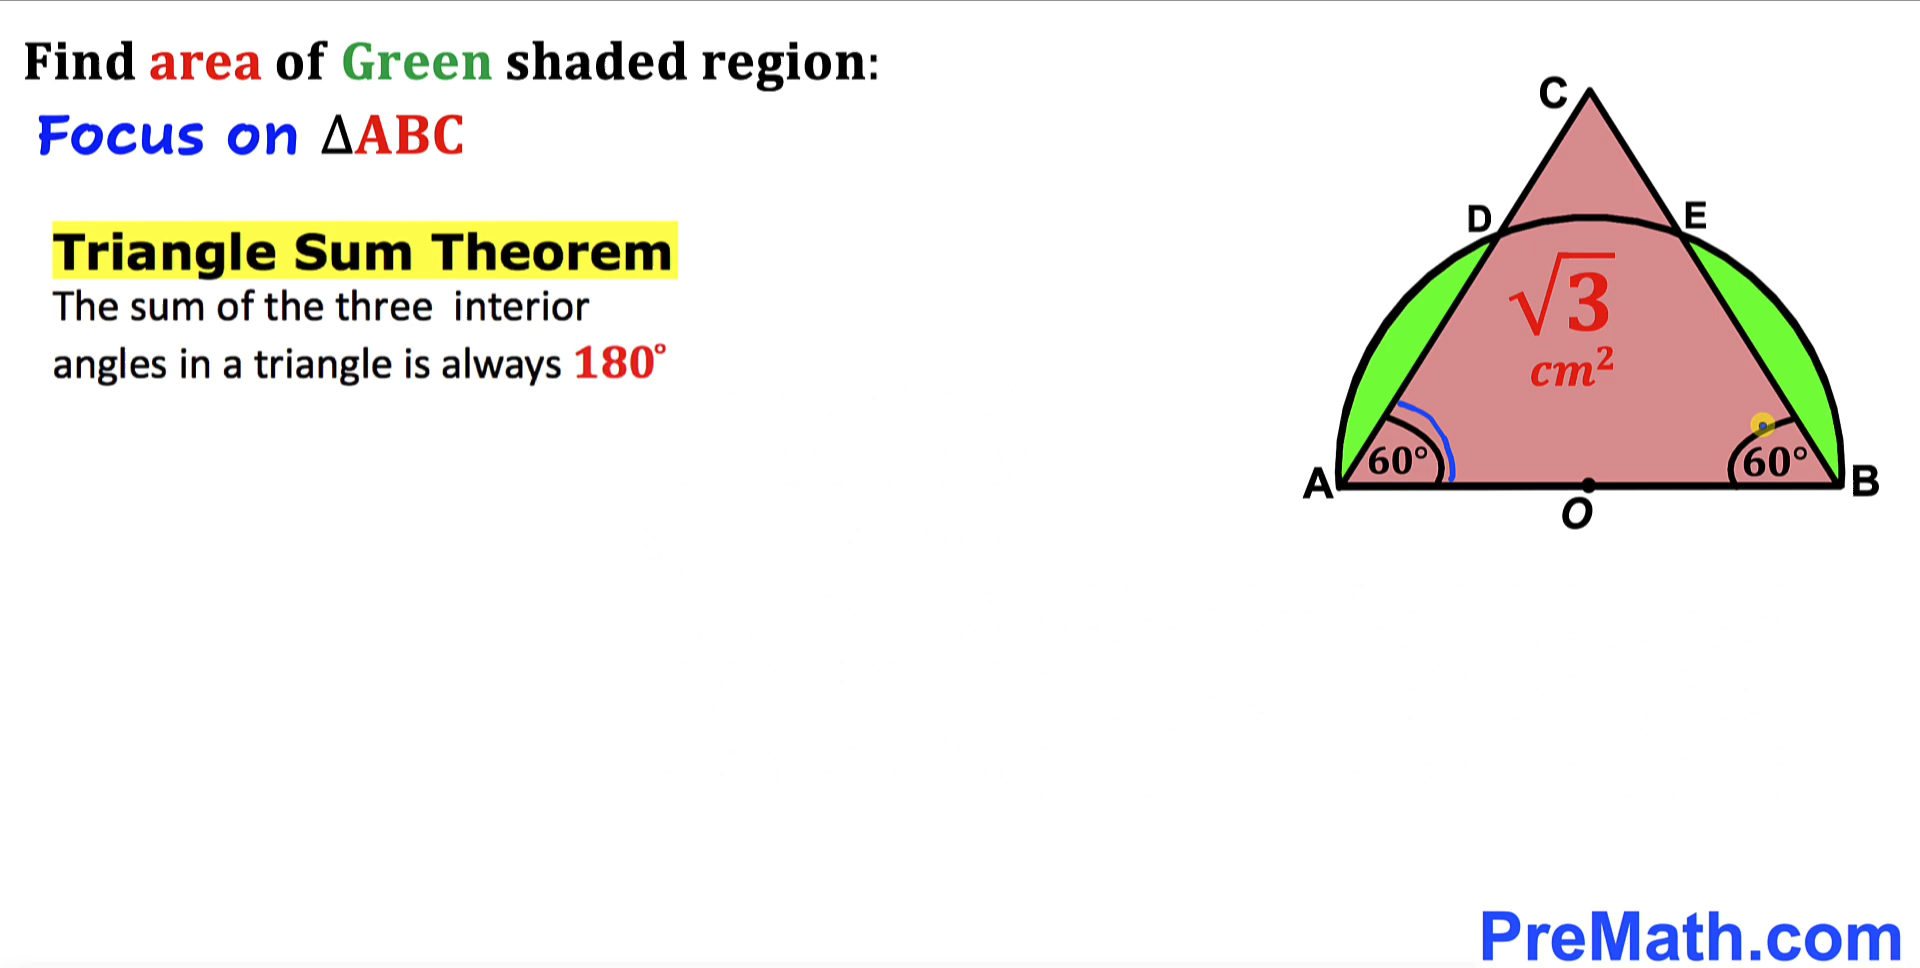 Find area of Green shaded region:
Focus on ΔABC
Triangle Sum Theorem
The sum of the three interior
angles in a triangle is always 180°
C
D
E
√3
cm²
60°
60°
A
B
O
PreMath.com